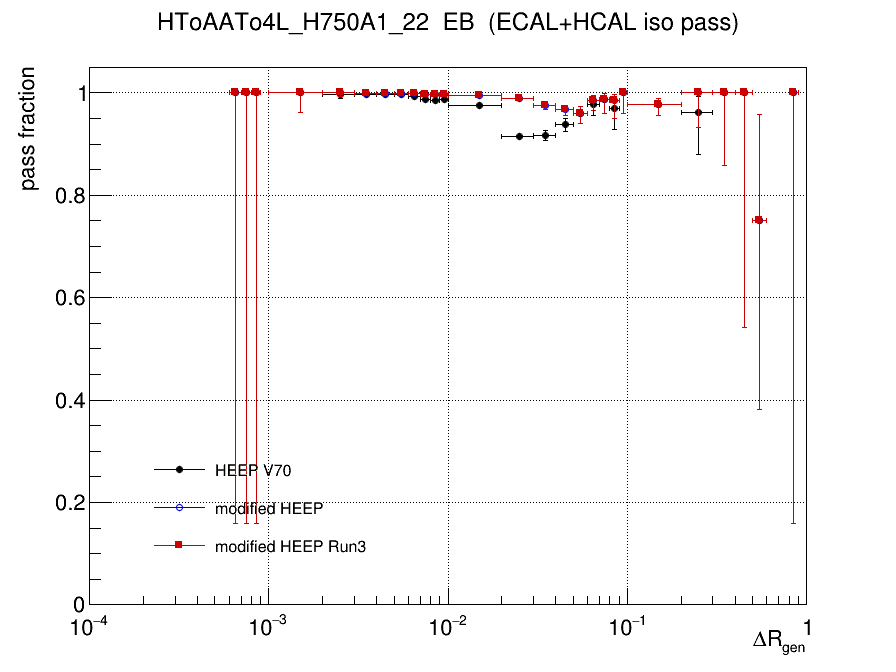 HToAATo4L_H750A1_22 EB (ECAL+HCAL iso pass)
pass fraction
1
0.8
0.6
0.4
0.2
0
HEEP V70
modified HEEP
modified HEEP Run3
10⁻⁴ 10⁻³ 10⁻² 10⁻¹ 1
ΔR_gen